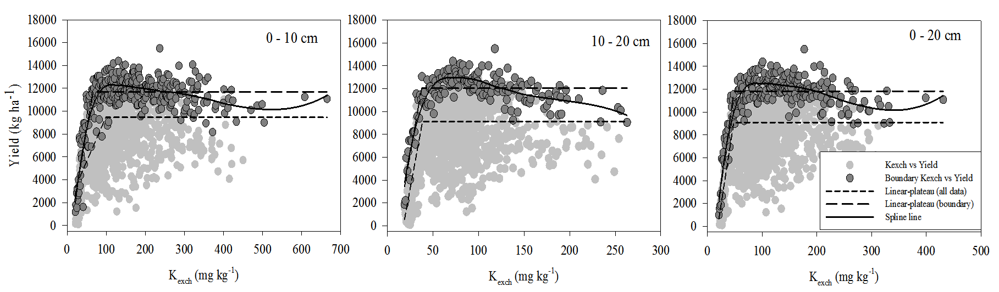 Yield (kg ha-1)
18000
16000
14000
12000
10000
8000
6000
4000
2000
0
0 - 10 cm
0 100 200 300 400 500 600 700
Kexch (mg kg-1)
18000
16000
14000
12000
10000
8000
6000
4000
2000
0
10 - 20 cm
0 50 100 150 200 250 300
Kexch (mg kg-1)
18000
16000
14000
12000
10000
8000
6000
4000
2000
0
0 - 20 cm
Kexch vs Yield
Boundary Kexch vs Yield
Linear-plateau (all data)
Linear-plateau (boundary)
Spline line
0 100 200 300 400 500
Kexch (mg kg-1)